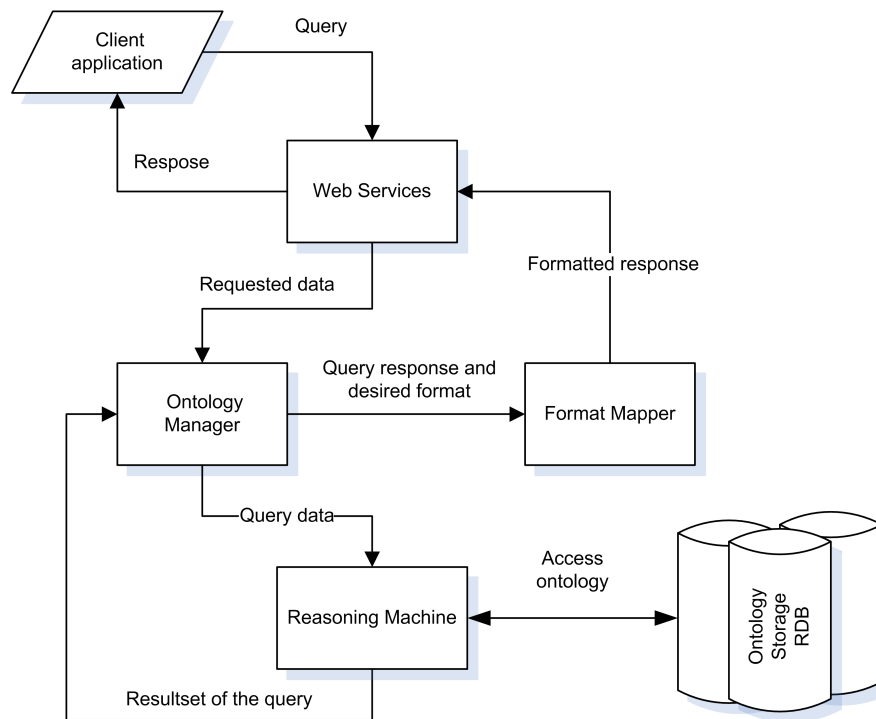 Client
application
Query
Respose
Web Services
Requested data
Formatted response
Query response and
desired format
Ontology
Manager
Format Mapper
Query data
Access
ontology
Reasoning Machine
Ontology
Storage
RDB
Resultset of the query